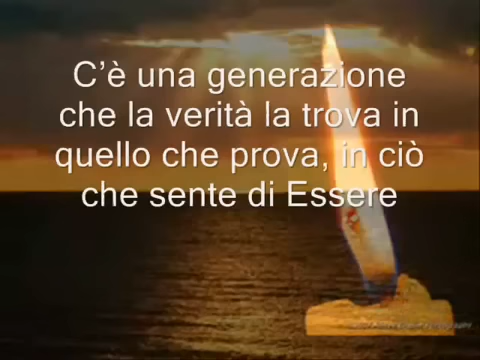 C’è una generazione
che la verità la trova in
quello che prova, in ciò
che sente di Essere